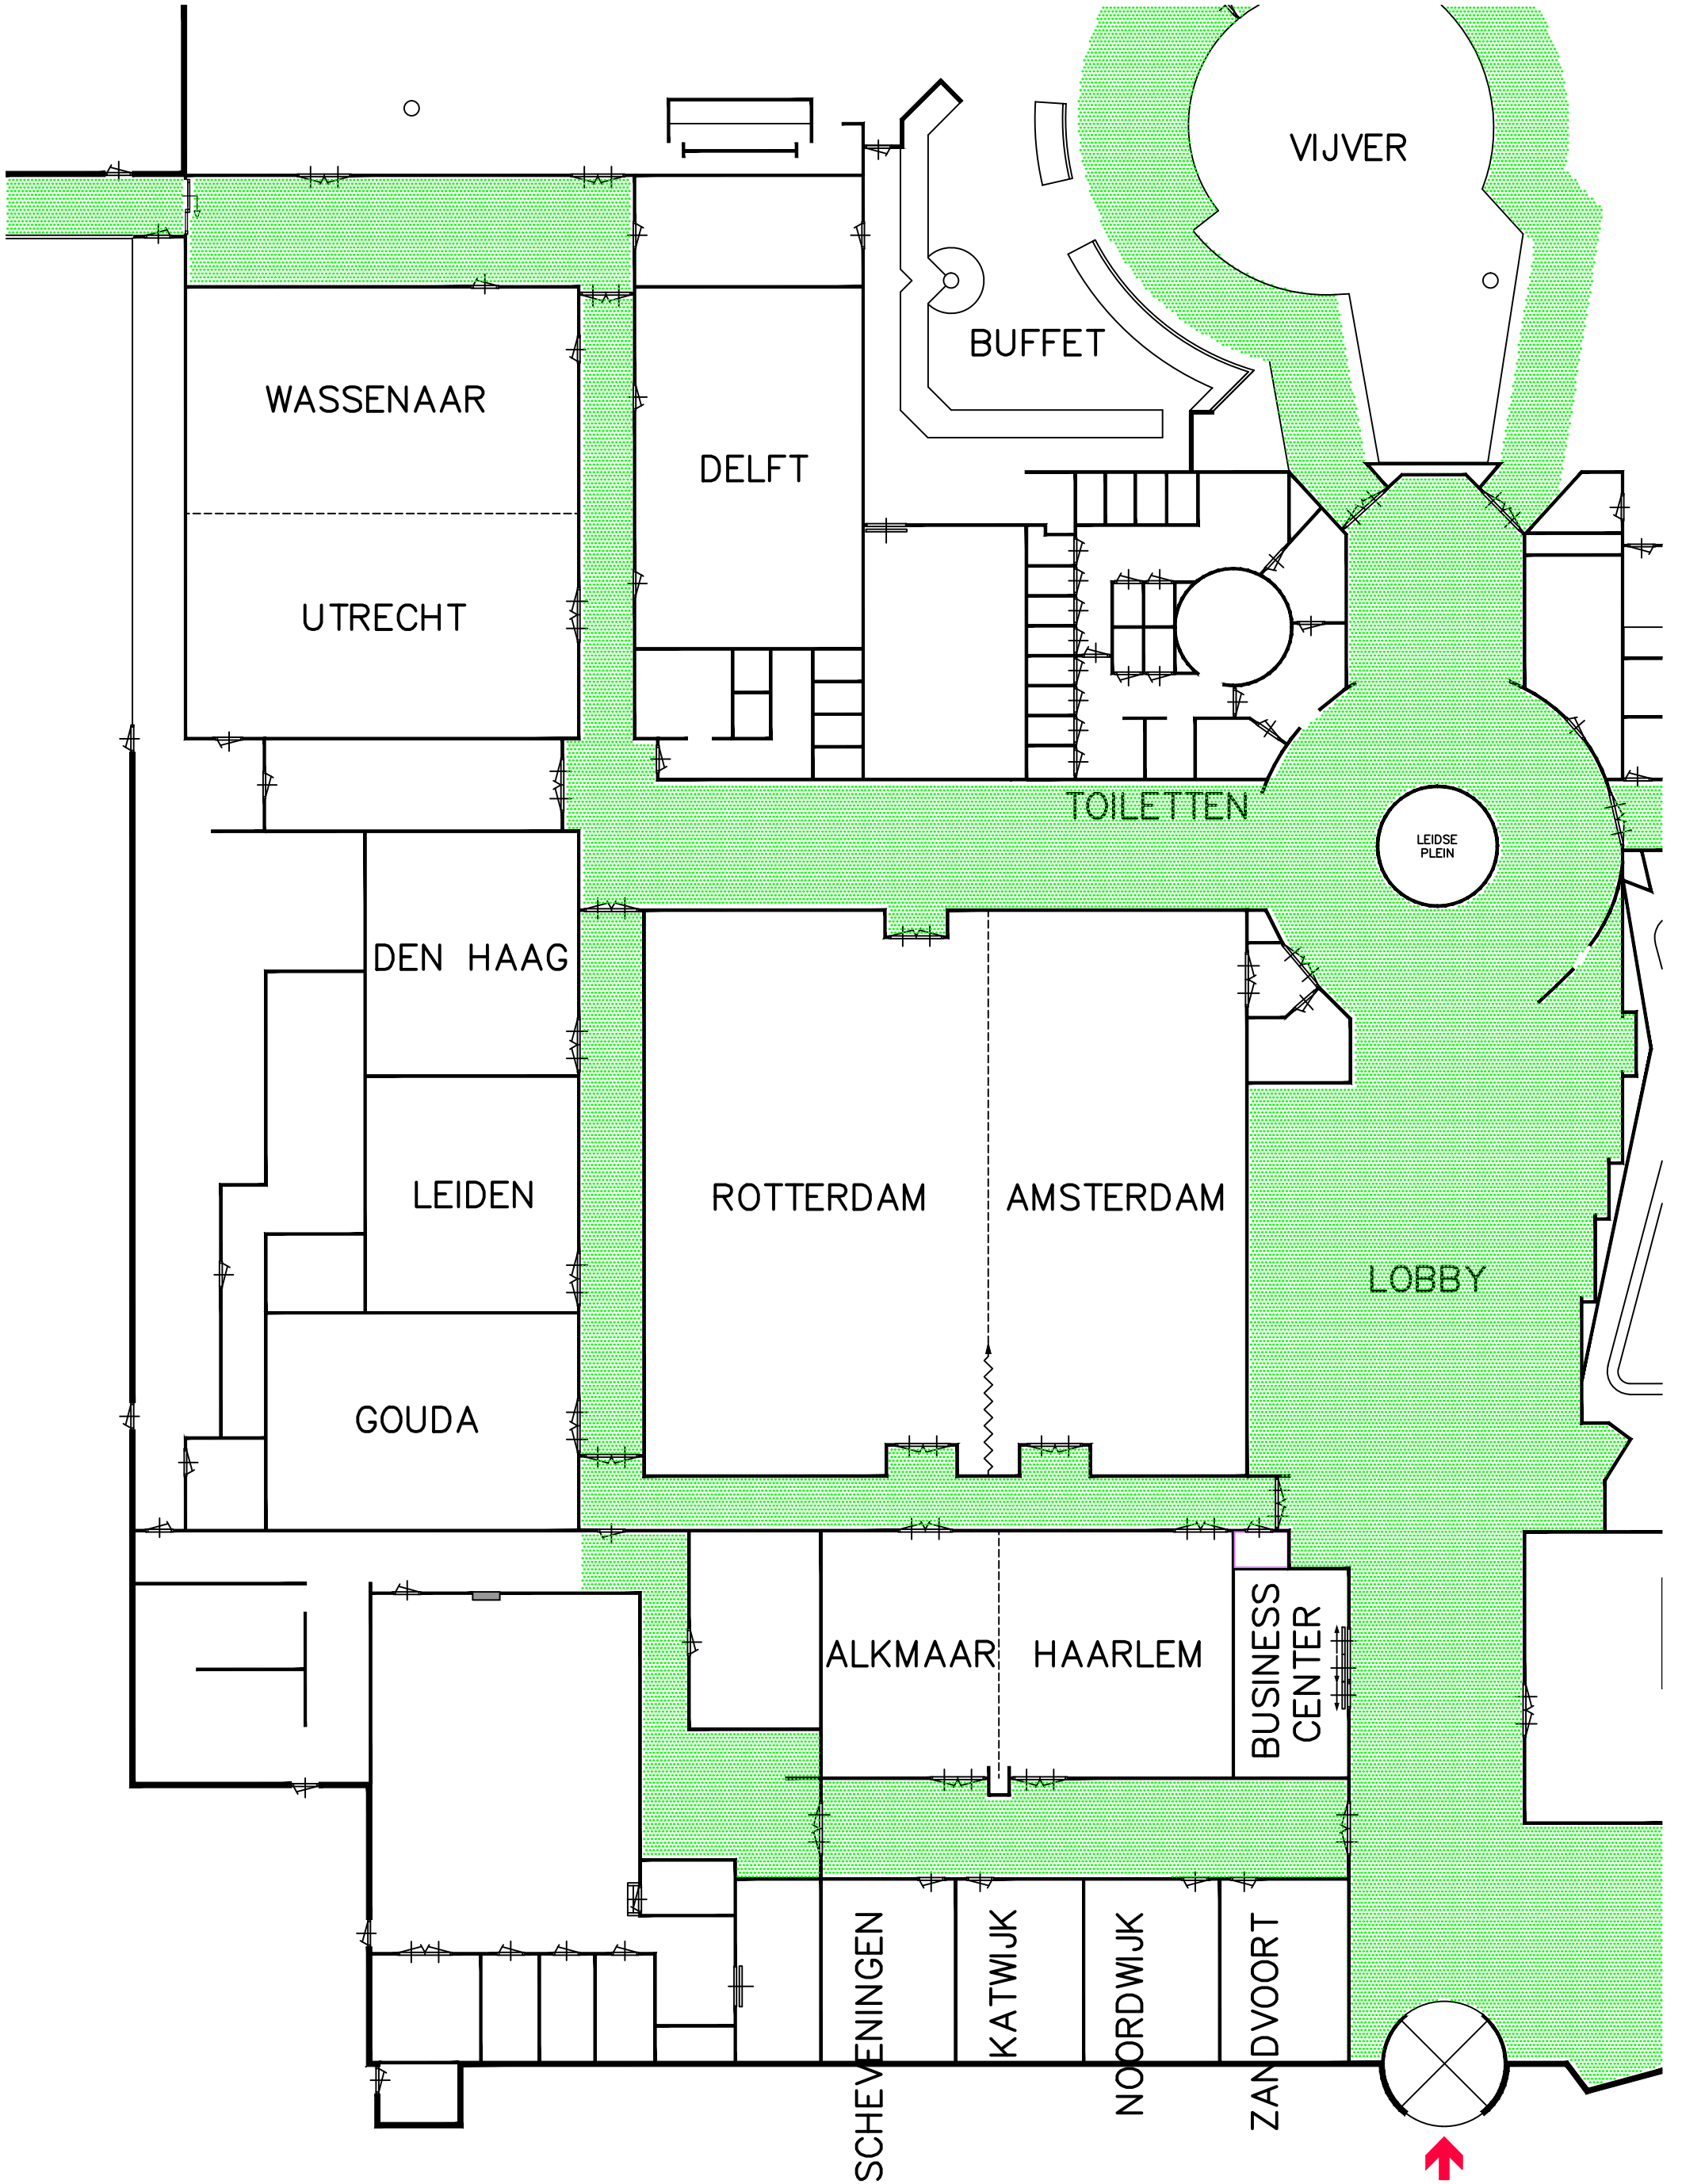 VIJVER
BUFFET
WASSENAAR
DELFT
UTRECHT
TOILETTEN
LEIDSE
PLEIN
DEN HAAG
LEIDEN
ROTTERDAM
AMSTERDAM
LOBBY
GOUDA
ALKMAAR
HAARLEM
BUSINESS
CENTER
SCHEVENINGEN
KATWIJK
NOORDWIJK
ZANDVOORT